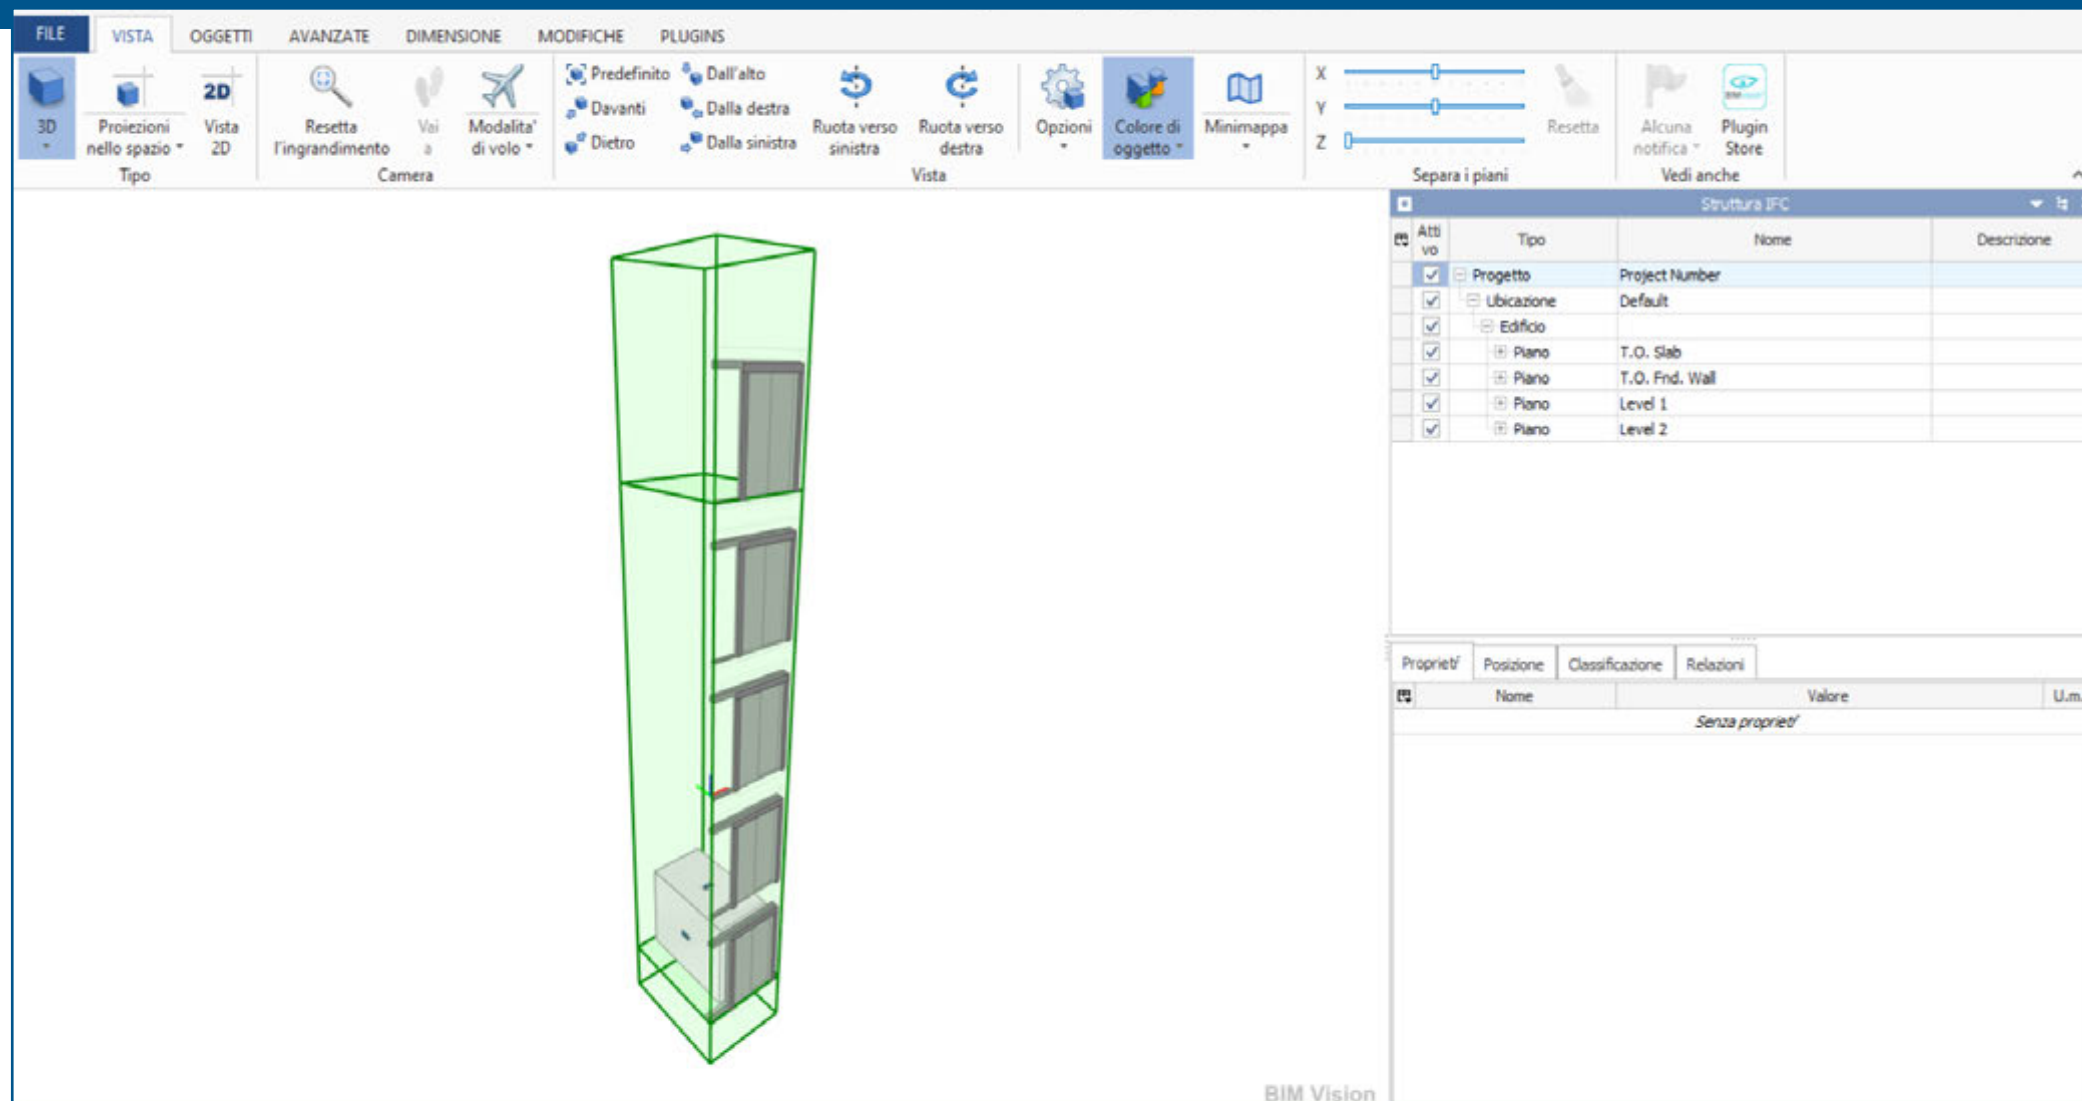 FILE VISTA OGGETTI AVANZATE DIMENSIONE MODIFICHE PLUGINS
3D
Proiezioni
nello spazio
2D
Vista
2D
Tipo
Resetta
l'ingrandimento
Vai
a
Modalita'
di volo
Camera
Predefinito
Davanti
Dietro
Dall'alto
Dalla destra
Dalla sinistra
Ruota verso
sinistra
Ruota verso
destra
Opzioni
Colore di
oggetto
Minimappa
Vista
X
Y
Z
Resetta
Separa i piani
Alcuna
notifica
Plugin
Store
Vedi anche
Struttura IFC
Atti
vo
Tipo Nome Descrizione
Progetto Project Number
Ubicazione Default
Edificio
Piano T.O. Slab
Piano T.O. Fnd. Wall
Piano Level 1
Piano Level 2
Proprietŕ Posizione Classificazione Relazioni
Nome Valore U.m.
Senza proprietŕ
BIM Vision